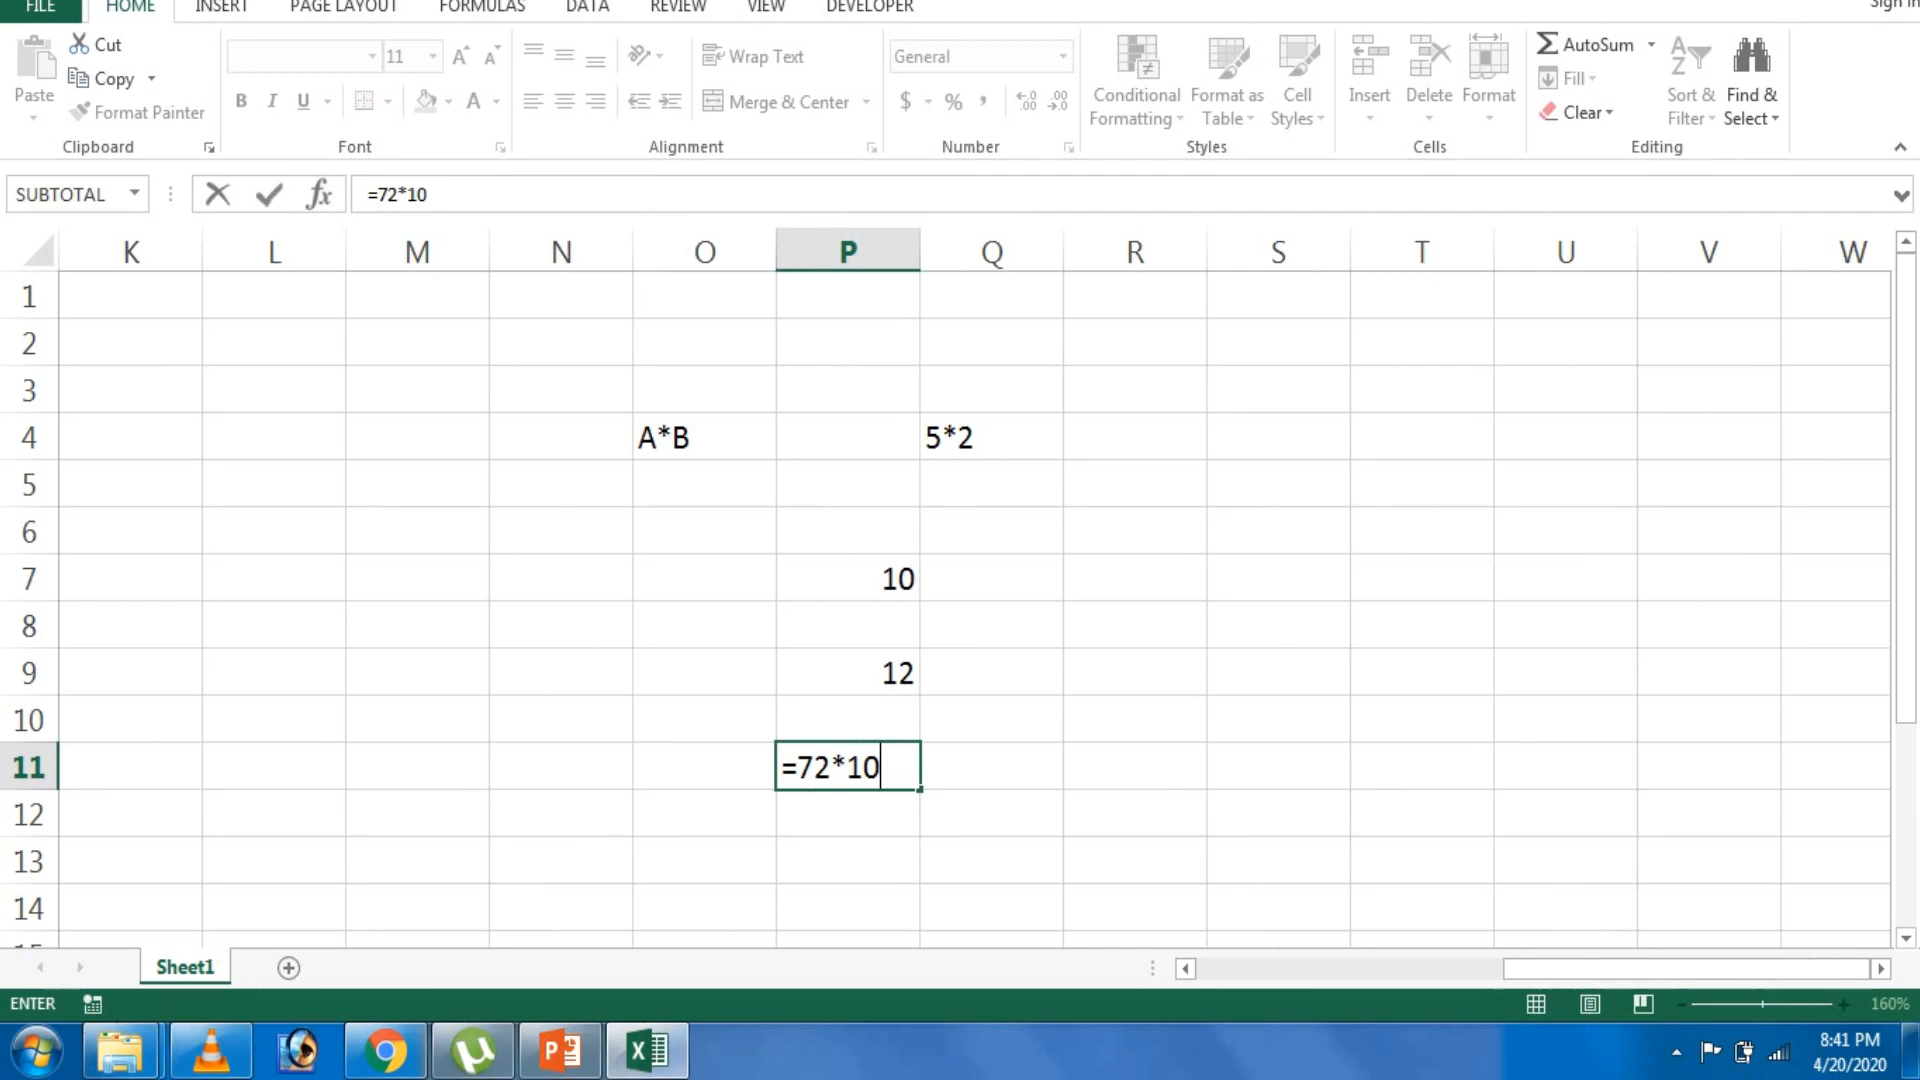 FILE HOME INSERT PAGE LAYOUT FORMULAS DATA REVIEW VIEW DEVELOPER Sign in
Paste
Cut
Copy
Format Painter
Clipboard
11
B I U
Font
Wrap Text
Merge & Center
Alignment
General
$ % ,
Number
Conditional Formatting
Format as Table
Cell Styles
Styles
Insert
Delete
Format
Cells
AutoSum
Fill
Clear
Sort & Filter
Find & Select
Editing
SUBTOTAL fx =72*10
K L M N O P Q R S T U V W
1
2
3
4 A*B 5*2
5
6
7 10
8
9 12
10
11 =72*10
12
13
14
15
Sheet1
ENTER 160%
8:41 PM
4/20/2020